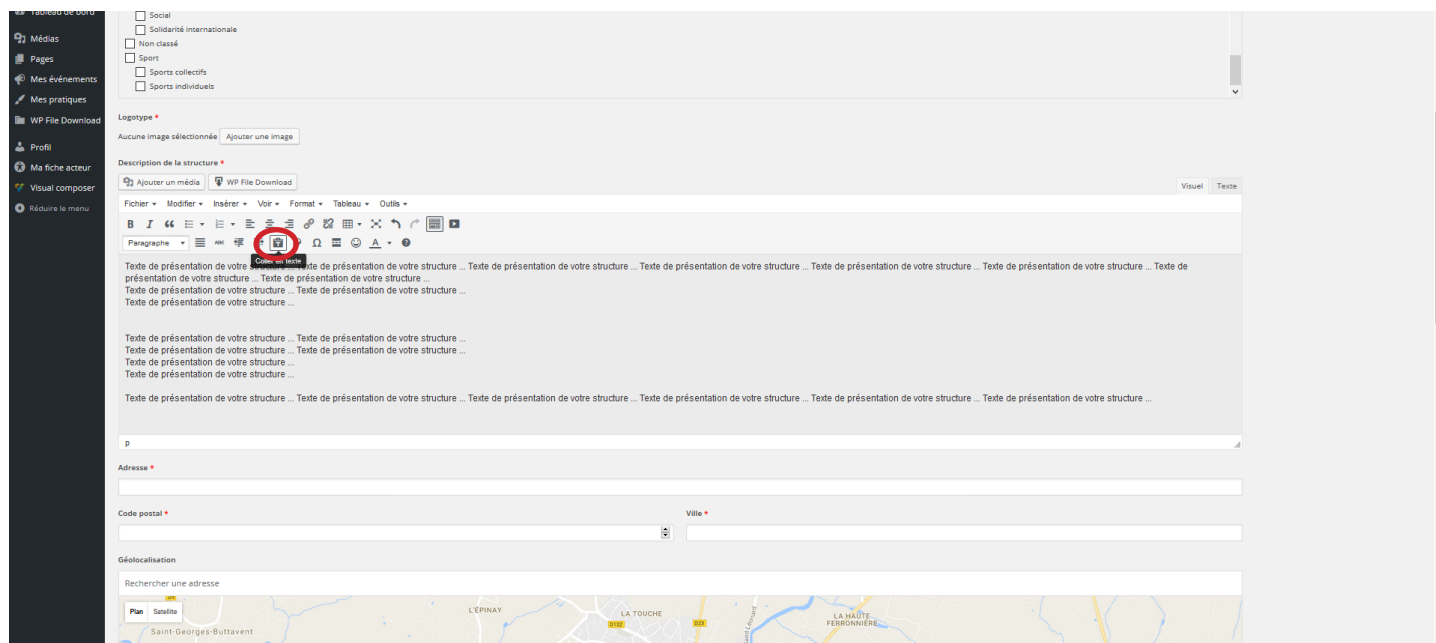 Tableau de bord
Médias
Pages
Mes événements
Mes pratiques
WP File Download
Profil
Ma fiche acteur
Visual composer
Réduire le menu
Social
Solidarité internationale
Non classé
Sport
Sports collectifs
Sports individuels
Logotype *
Aucune image sélectionnée Ajouter une image
Description de la structure *
Ajouter un média WP File Download
Visuel Texte
Fichier Modifier Insérer Voir Format Tableau Outils
Paragraphe
Coller en texte
Texte de présentation de votre structure ... Texte de présentation de votre structure ... Texte de présentation de votre structure ... Texte de présentation de votre structure ... Texte de présentation de votre structure ... Texte de présentation de votre structure ... Texte de
présentation de votre structure ... Texte de présentation de votre structure ...
Texte de présentation de votre structure ... Texte de présentation de votre structure ...
Texte de présentation de votre structure ...
Texte de présentation de votre structure ... Texte de présentation de votre structure ...
Texte de présentation de votre structure ... Texte de présentation de votre structure ...
Texte de présentation de votre structure ...
Texte de présentation de votre structure ...
Texte de présentation de votre structure ... Texte de présentation de votre structure ... Texte de présentation de votre structure ... Texte de présentation de votre structure ... Texte de présentation de votre structure ... Texte de présentation de votre structure ...
p
Adresse *
Code postal * Ville *
Géolocalisation
Rechercher une adresse
Plan Satellite
L'ÉPINAY
LA TOUCHE
D132
D23
LA HAUTE
FERRONNIÈRE
Saint-Georges-Buttavent